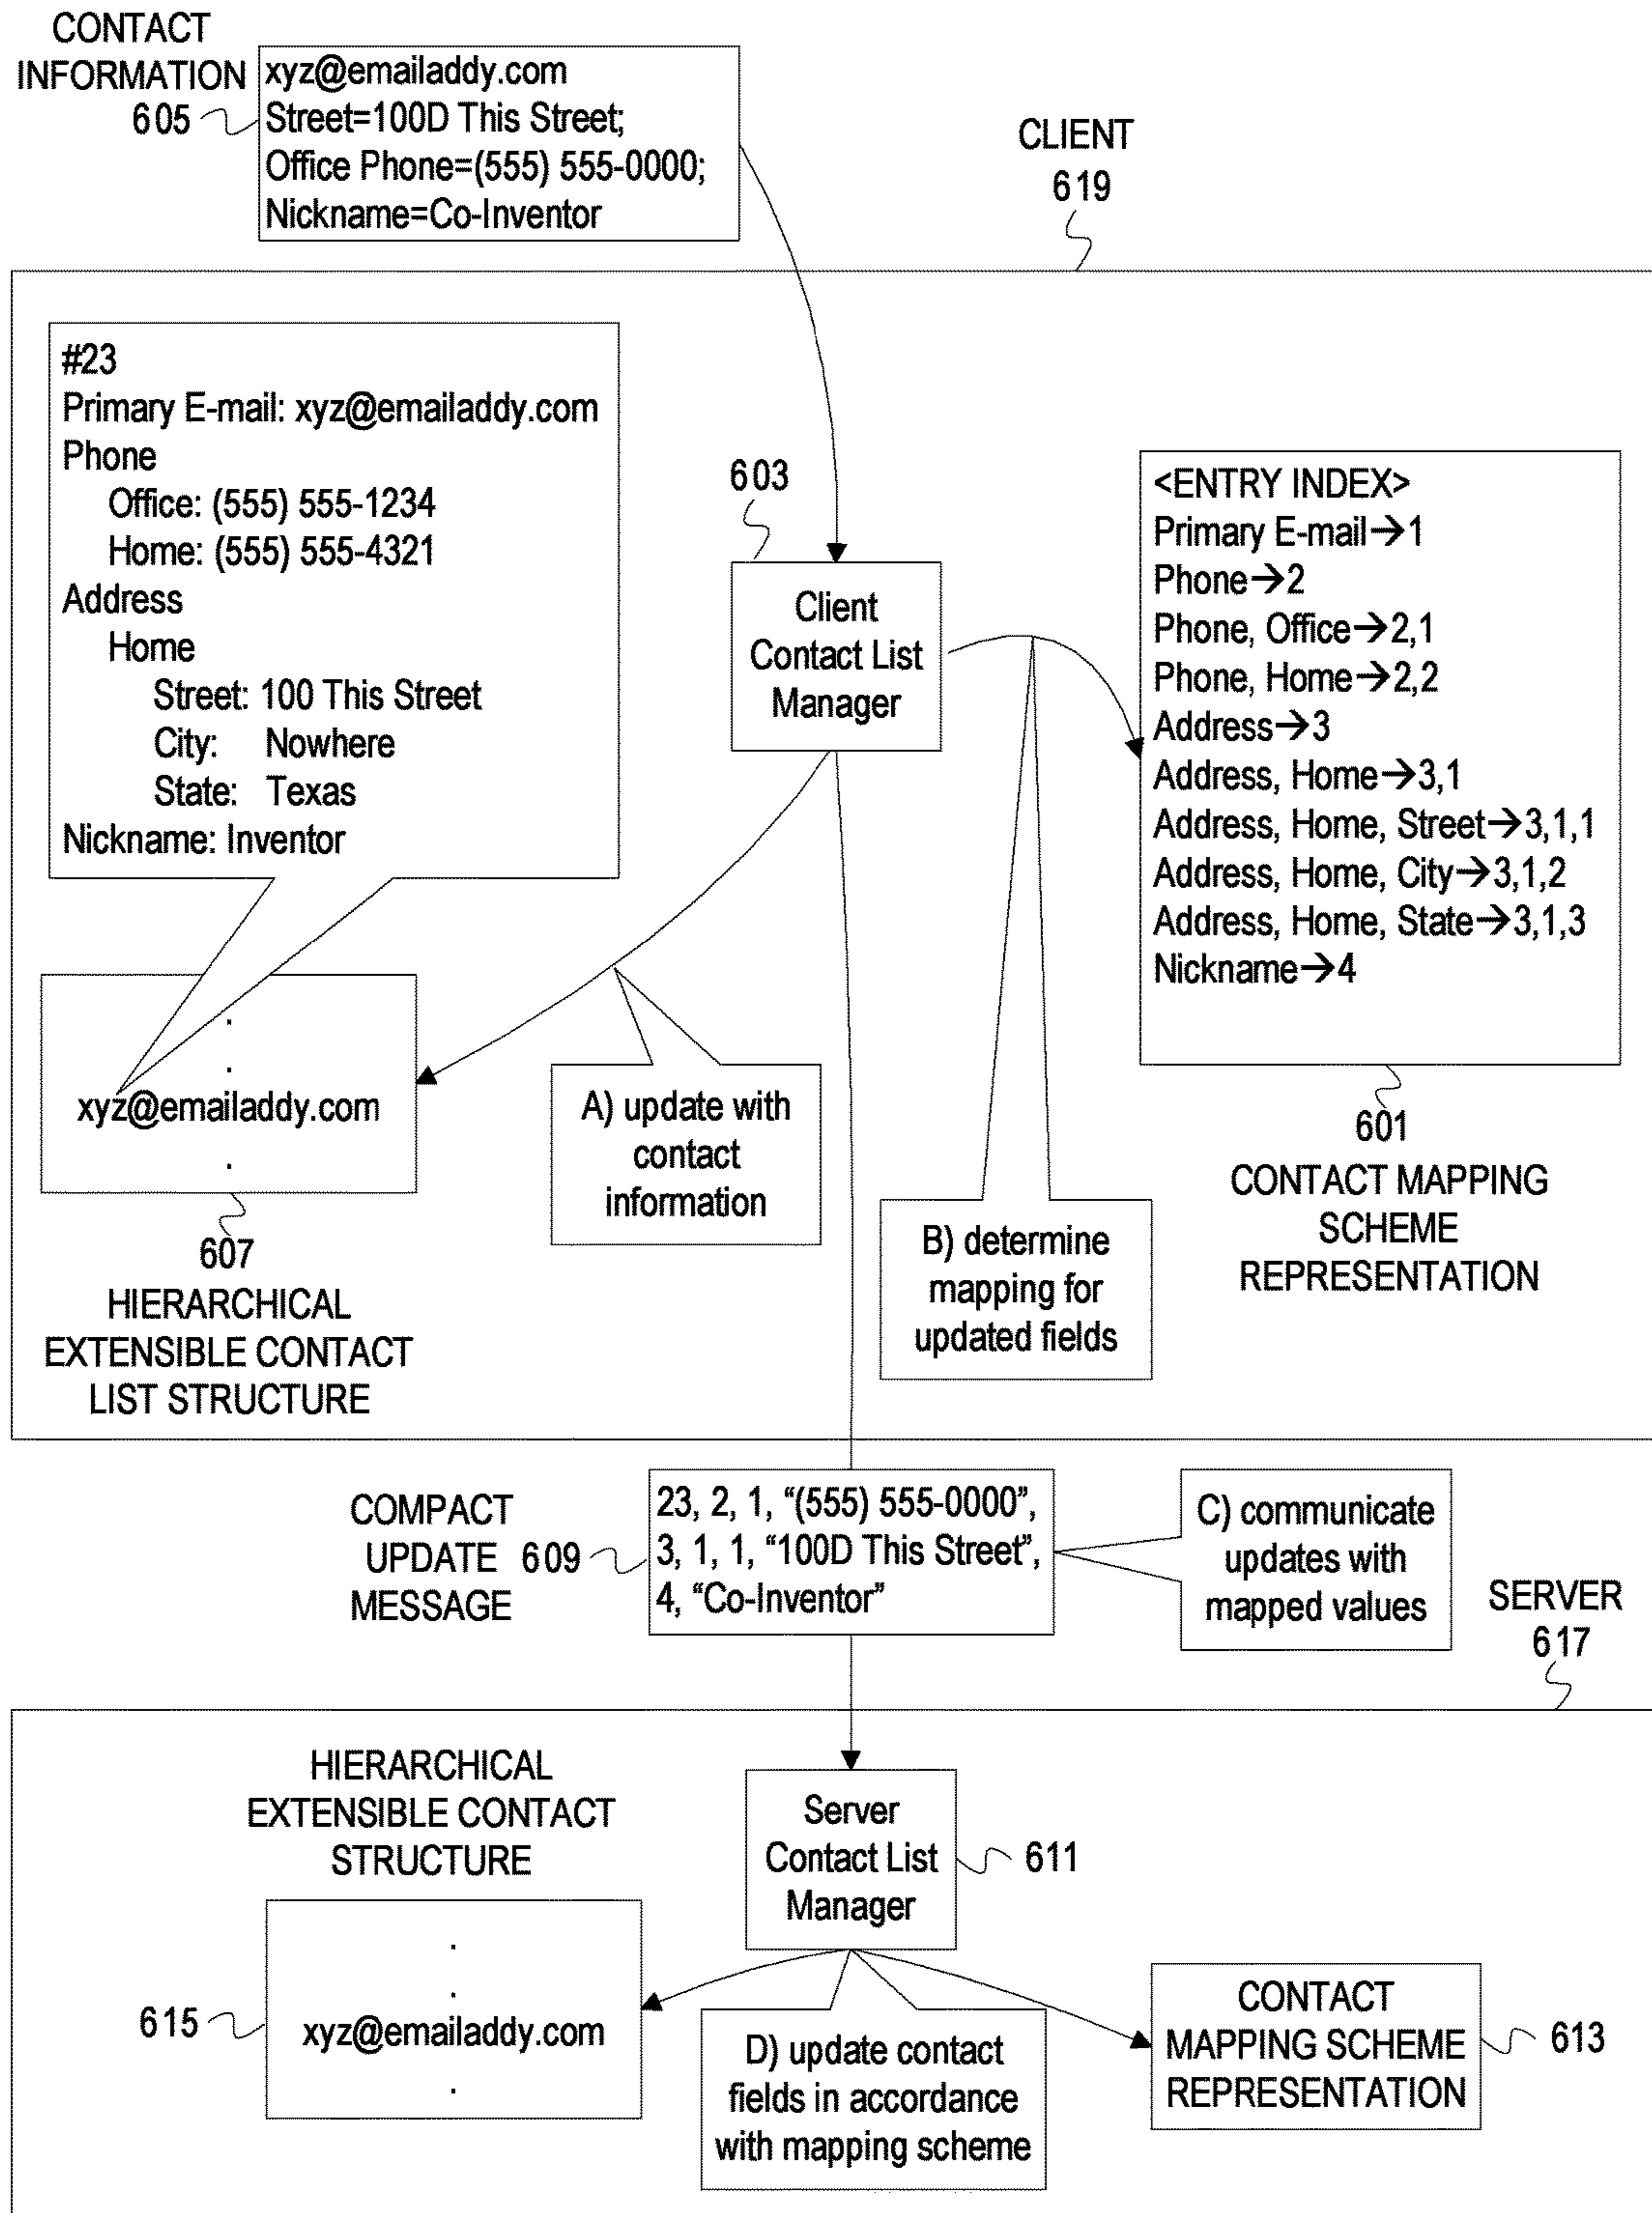 CONTACT
INFORMATION
605
xyz@emailaddy.com
Street=100D This Street;
Office Phone=(555) 555-0000;
Nickname=Co-Inventor
CLIENT
619
#23
Primary E-mail: xyz@emailaddy.com
Phone
Office: (555) 555-1234
Home: (555) 555-4321
Address
Home
Street: 100 This Street
City: Nowhere
State: Texas
Nickname: Inventor
603
Client
Contact List
Manager
<ENTRY INDEX>
Primary E-mail→1
Phone→2
Phone, Office→2,1
Phone, Home→2,2
Address→3
Address, Home→3,1
Address, Home, Street→3,1,1
Address, Home, City→3,1,2
Address, Home, State→3,1,3
Nickname→4
601
CONTACT MAPPING
SCHEME
REPRESENTATION
.
.
xyz@emailaddy.com
.
607
HIERARCHICAL
EXTENSIBLE CONTACT
LIST STRUCTURE
A) update with
contact
information
B) determine
mapping for
updated fields
COMPACT
UPDATE 609
MESSAGE
23, 2, 1, “(555) 555-0000”,
3, 1, 1, “100D This Street”,
4, “Co-Inventor”
C) communicate
updates with
mapped values
SERVER
617
HIERARCHICAL
EXTENSIBLE CONTACT
STRUCTURE
Server
Contact List
Manager
611
615
.
.
xyz@emailaddy.com
.
D) update contact
fields in accordance
with mapping scheme
CONTACT
MAPPING SCHEME
REPRESENTATION
613